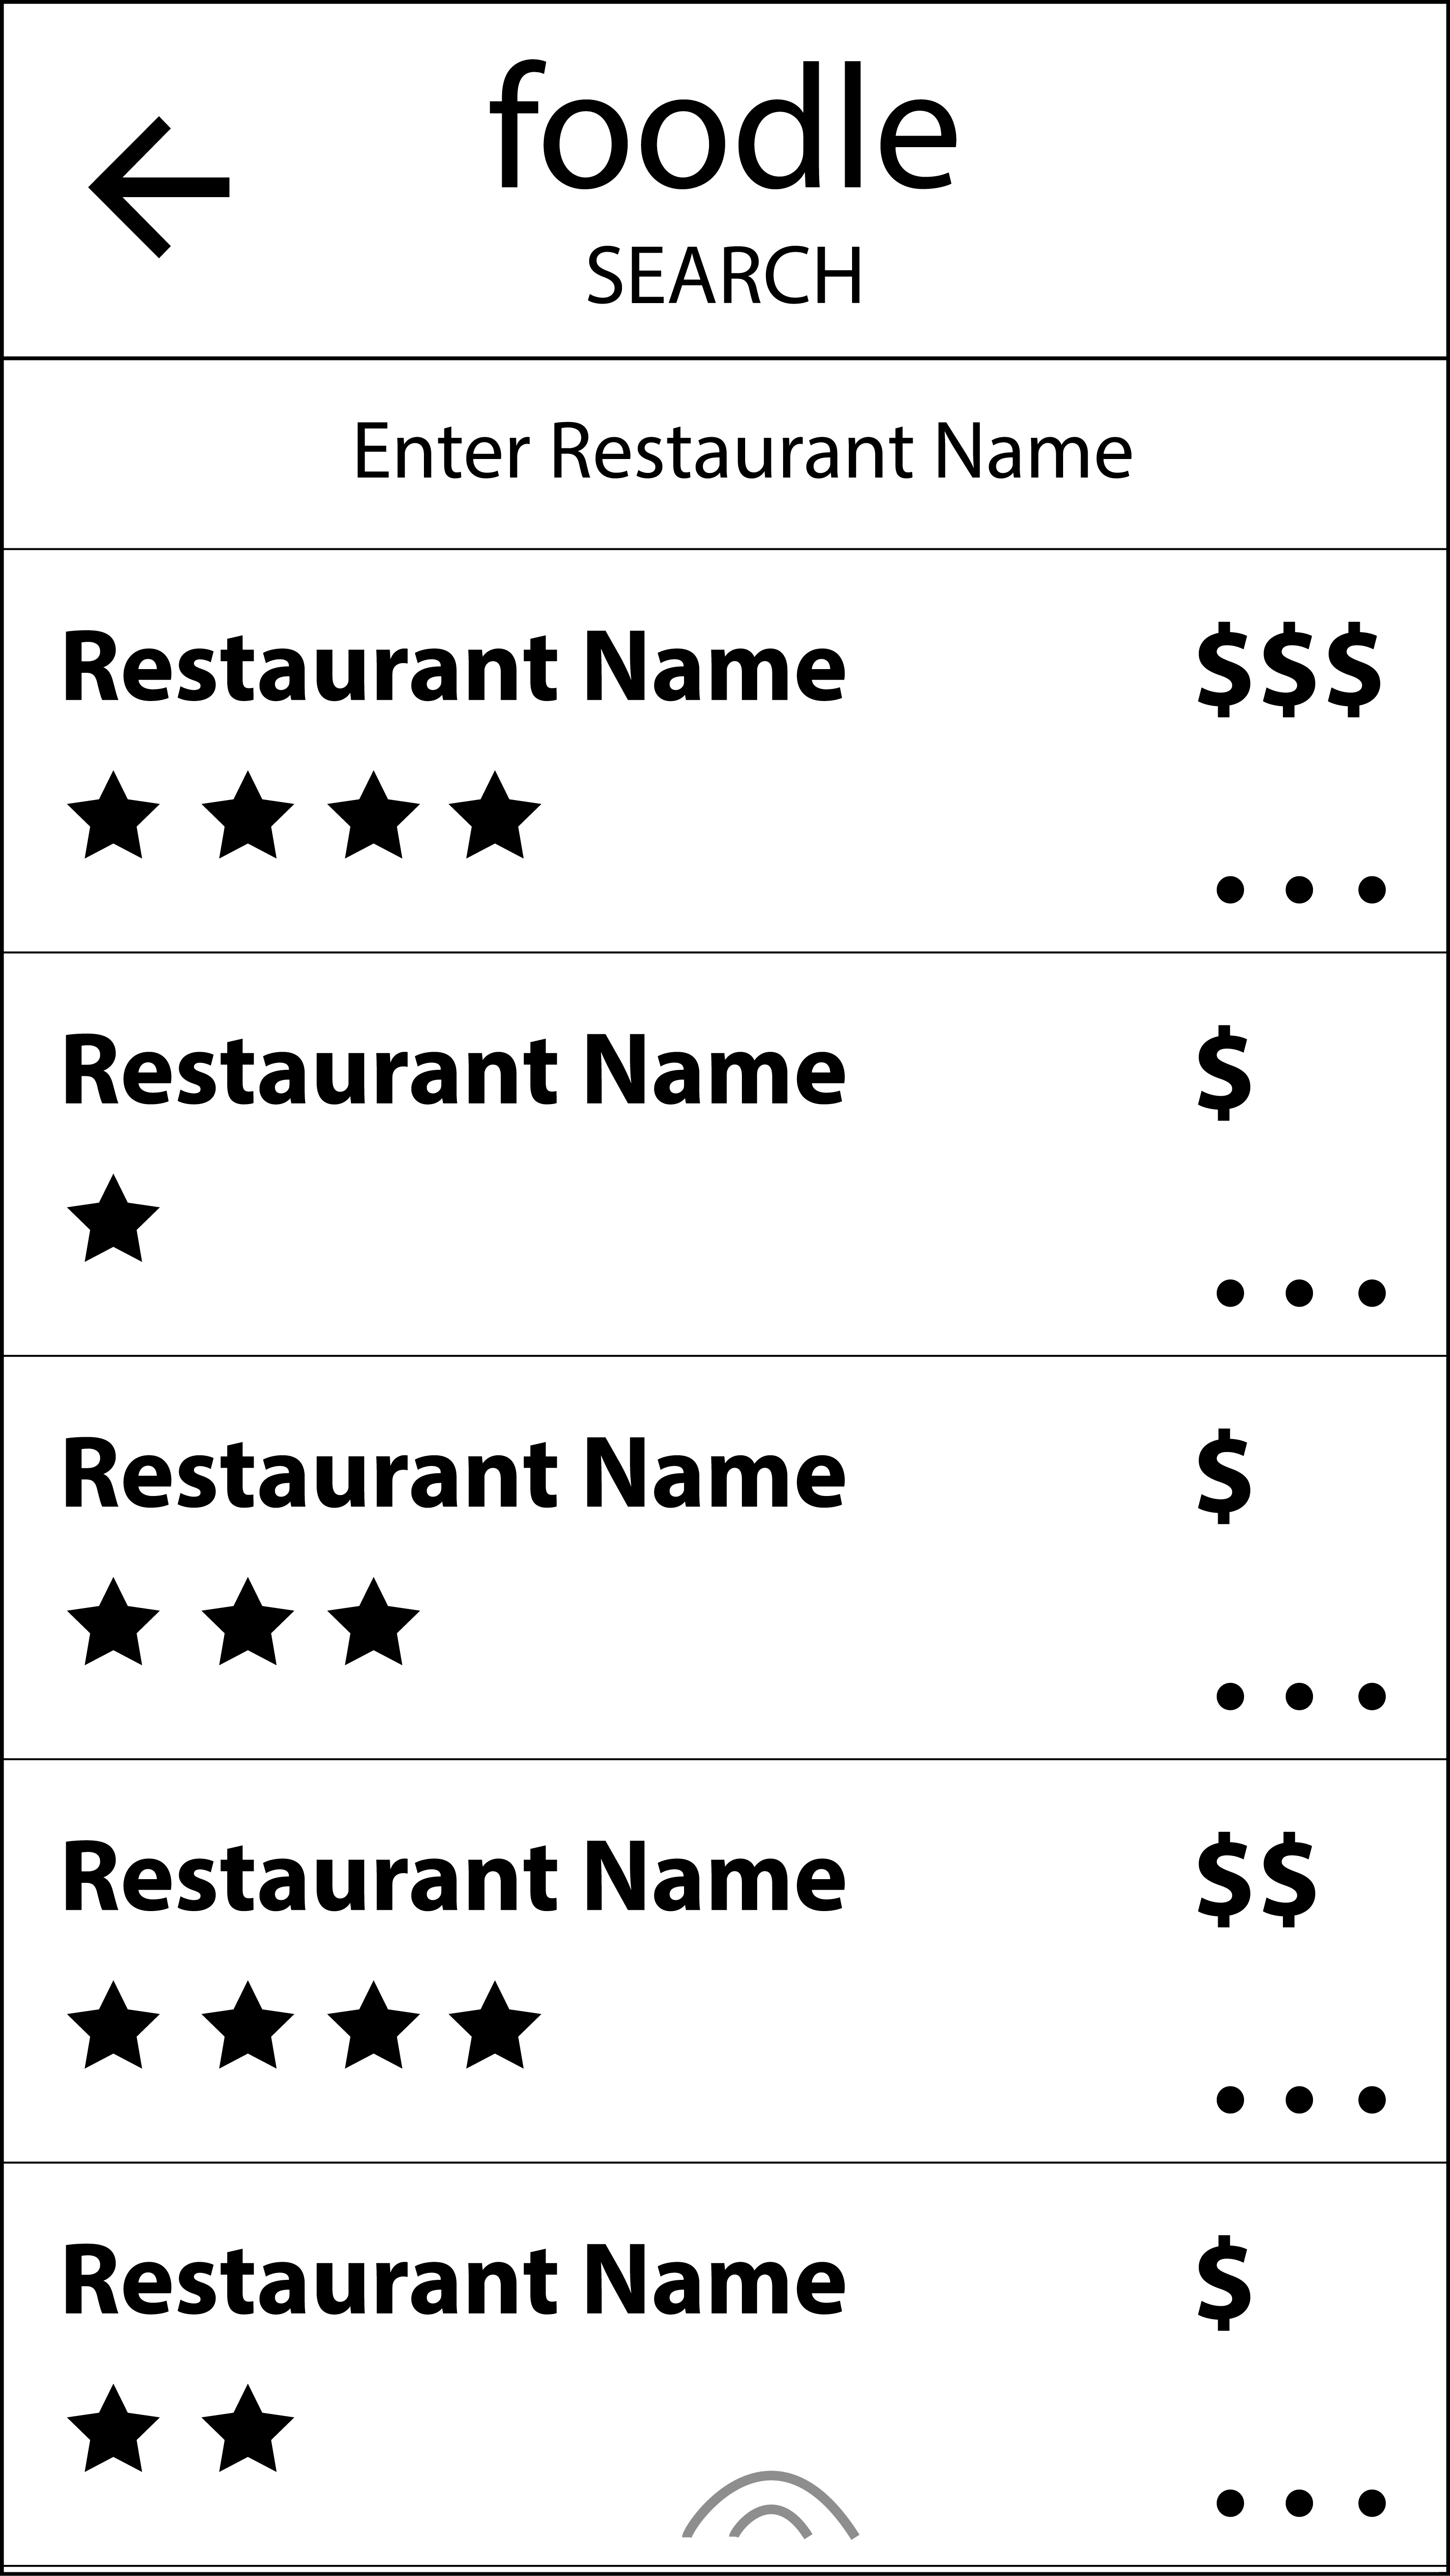 foodle
SEARCH
Enter Restaurant Name
Restaurant Name $$$
Restaurant Name $
Restaurant Name $
Restaurant Name $$
Restaurant Name $